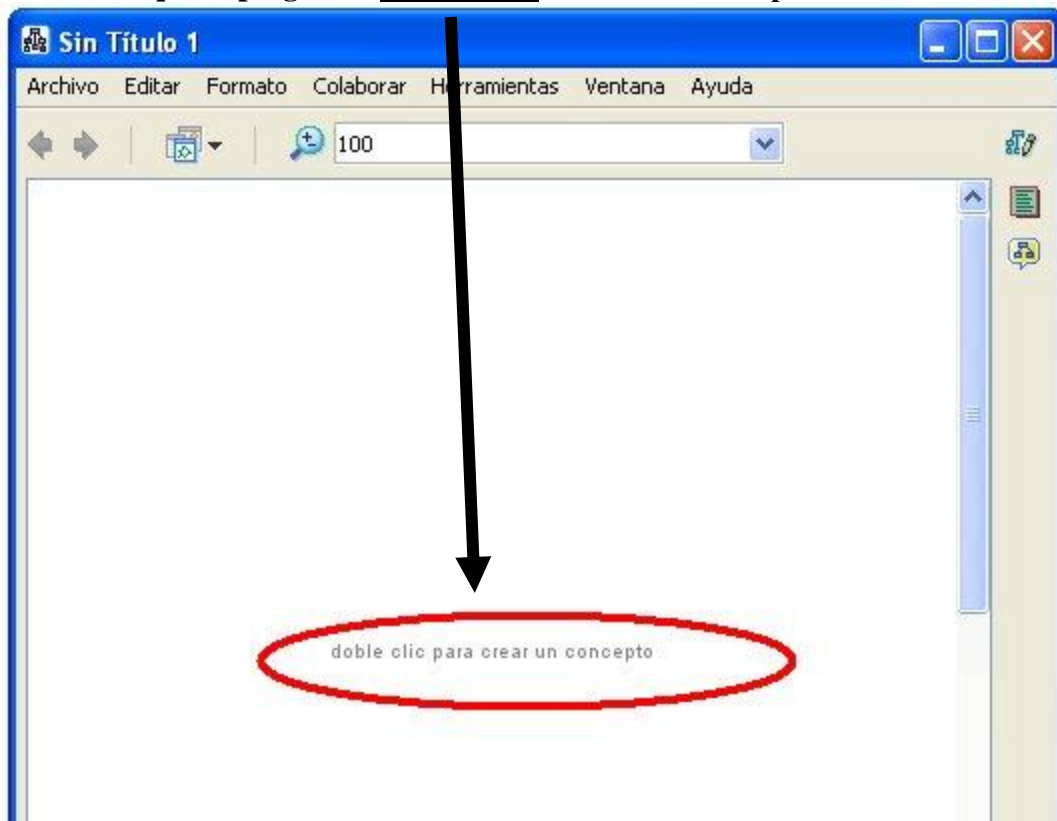 Sin Título 1
Archivo Editar Formato Colaborar Herramientas Ventana Ayuda
100
doble clic para crear un concepto